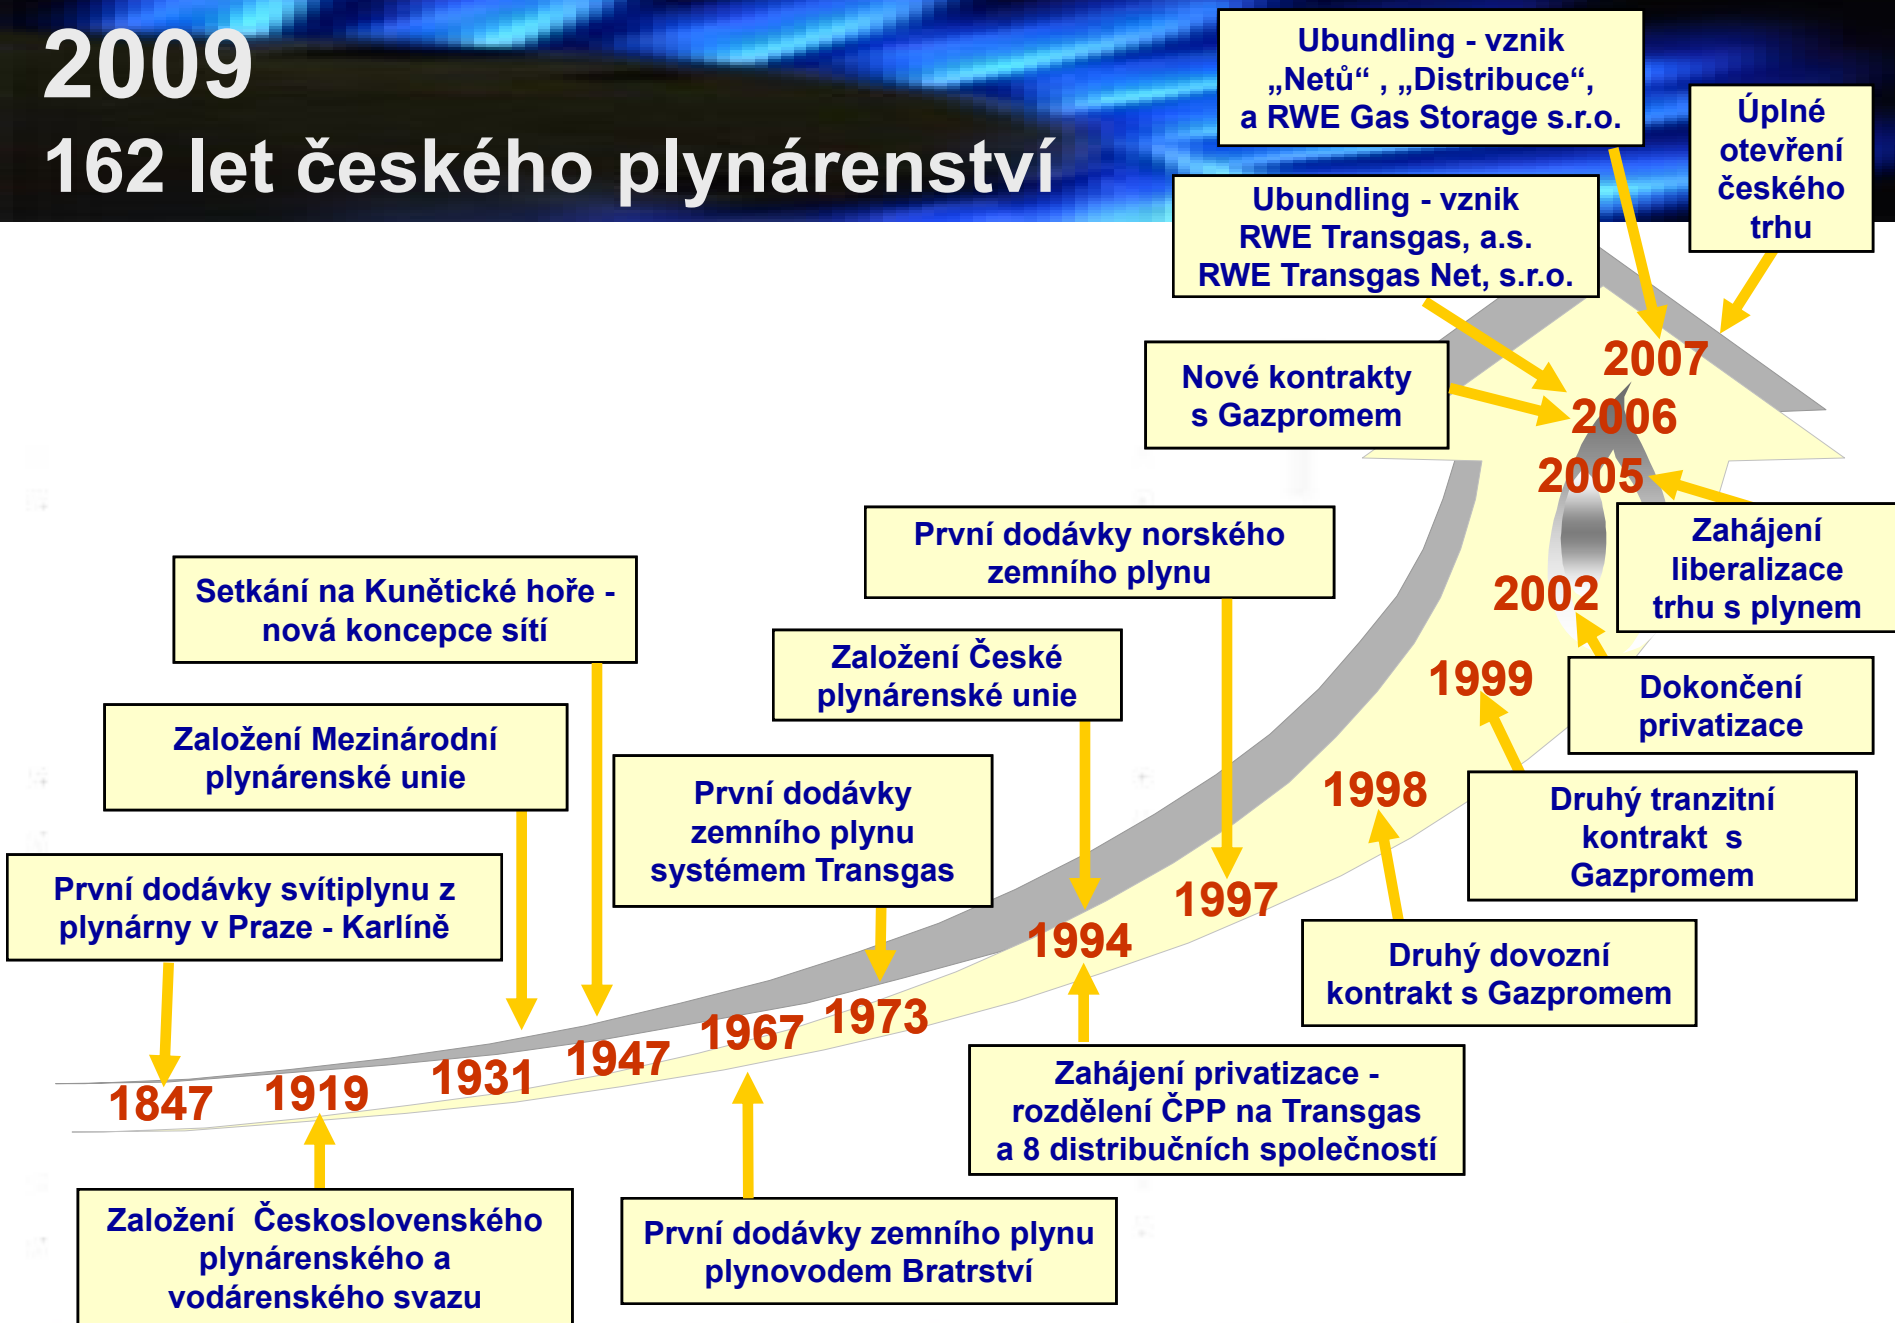 2009
162 let českého plynárenství
Ubundling - vznik
„Netů“ , „Distribuce“,
a RWE Gas Storage s.r.o.
Úplné
otevření
českého
trhu
Ubundling - vznik
RWE Transgas, a.s.
RWE Transgas Net, s.r.o.
Nové kontrakty
s Gazpromem
2007
2006
2005
Zahájení
liberalizace
trhu s plynem
První dodávky norského
zemního plynu
Setkání na Kunětické hoře -
nová koncepce sítí
2002
Založení České
plynárenské unie
1999
Dokončení
privatizace
Založení Mezinárodní
plynárenské unie
První dodávky
zemního plynu
systémem Transgas
1998
Druhý tranzitní
kontrakt  s
Gazpromem
První dodávky svítiplynu z
plynárny v Praze - Karlíně
1997
1994
Druhý dovozní
kontrakt s Gazpromem
1973
1967
1947
1931
1919
1847
Zahájení privatizace -
rozdělení ČPP na Transgas
a 8 distribučních společností
Založení  Československého
plynárenského a
vodárenského svazu
První dodávky zemního plynu
plynovodem Bratrství